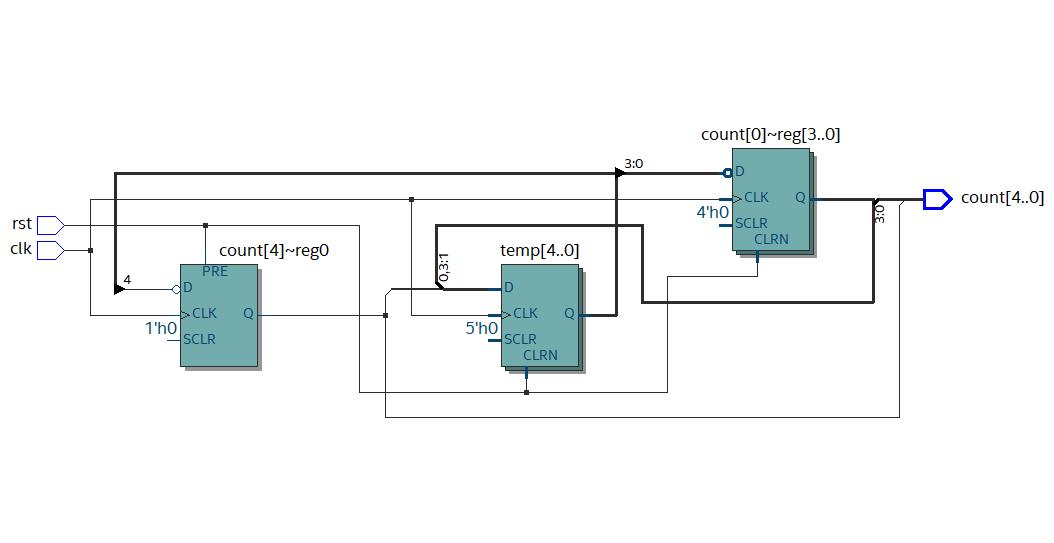 count[0]~reg[3..0]
3:0
D
CLK
Q
4'h0
SCLR
CLRN
3:0
count[4..0]
rst
clk
count[4]~reg0
PRE
4
D
CLK
Q
1'h0
SCLR
temp[4..0]
0,3:1
D
CLK
Q
5'h0
SCLR
CLRN